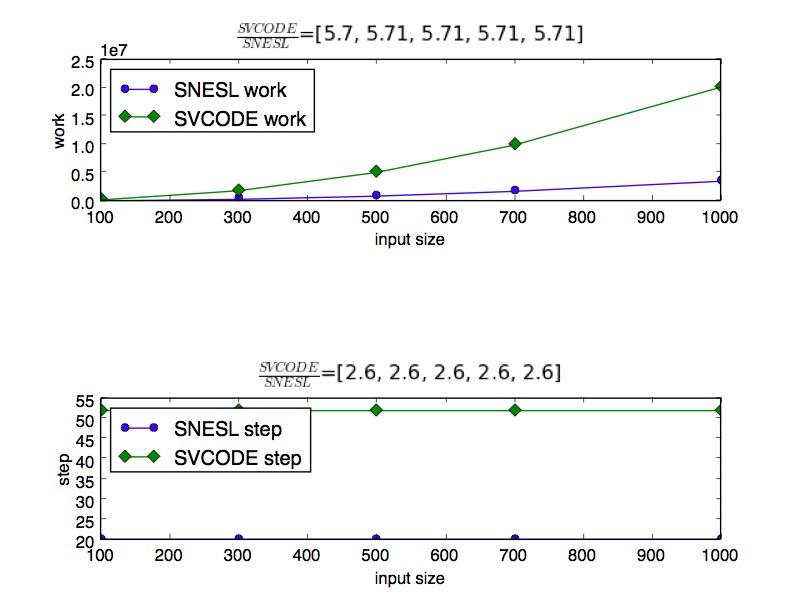 SVCODE
SNESL =[5.7, 5.71, 5.71, 5.71, 5.71]
1e7
2.5
2.0
1.5
1.0
0.5
0.0
work
SNESL work
SVCODE work
100 200 300 400 500 600 700 800 900 1000
input size
SVCODE
SNESL =[2.6, 2.6, 2.6, 2.6, 2.6]
55
50
45
40
35
30
25
20
step
SNESL step
SVCODE step
100 200 300 400 500 600 700 800 900 1000
input size